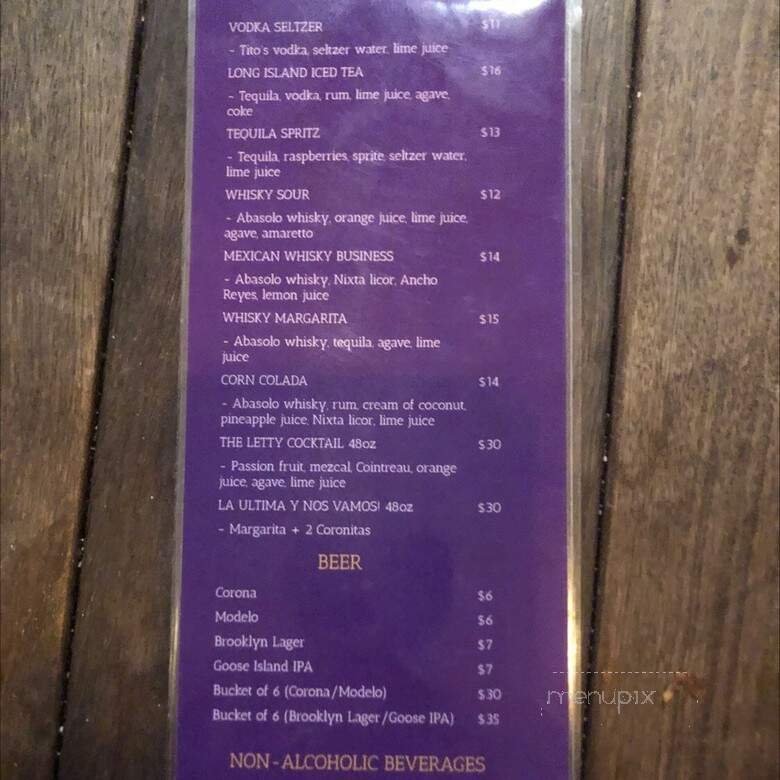 VODKA SELTZER $11
- Tito's vodka, seltzer water, lime juice
LONG ISLAND ICED TEA $16
- Tequila, vodka, rum, lime juice, agave,
coke
TEQUILA SPRITZ $13
- Tequila, raspberries, sprite, seltzer water,
lime juice
WHISKY SOUR $12
- Abasolo whisky, orange juice, lime juice,
agave, amaretto
MEXICAN WHISKY BUSINESS $14
- Abasolo whisky, Nixta licor, Ancho
Reyes, lemon juice
WHISKY MARGARITA $15
- Abasolo whisky, tequila, agave, lime
juice
CORN COLADA $14
- Abasolo whisky, rum, cream of coconut,
pineapple juice, Nixta licor, lime juice
THE LETTY COCKTAIL 48oz $30
- Passion fruit, mezcal, Cointreau, orange
juice, agave, lime juice
LA ULTIMA Y NOS VAMOS! 48oz $30
- Margarita + 2 Coronitas
BEER
Corona $6
Modelo $6
Brooklyn Lager $7
Goose Island IPA $7
Bucket of 6 (Corona/Modelo) $30
Bucket of 6 (Brooklyn Lager/Goose IPA) $35
NON-ALCOHOLIC BEVERAGES
menupix